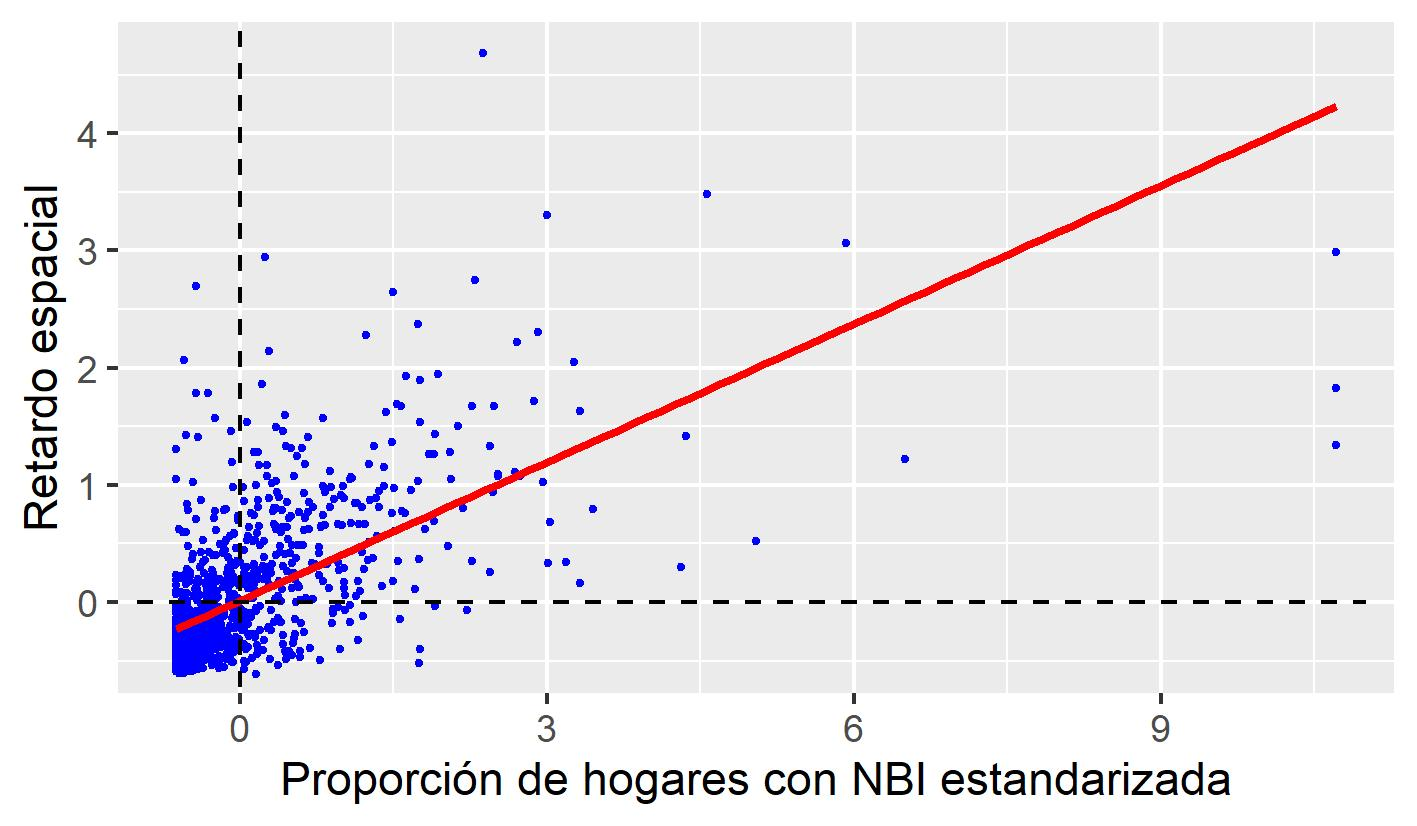 Retardo espacial
4
3
2
1
0
0 3 6 9
Proporción de hogares con NBI estandarizada